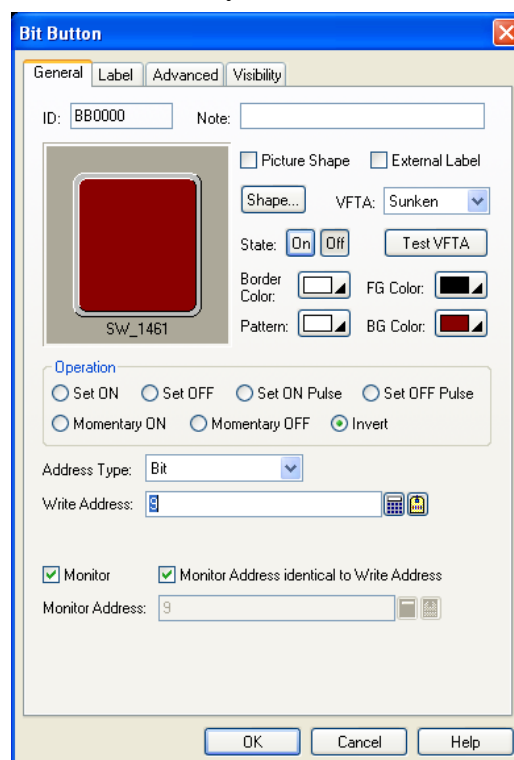 Bit Button
General Label Advanced Visibility
ID: BB0000 Note:
Picture Shape External Label
Shape... VFTA: Sunken
State: On Off Test VFTA
Border Color: FG Color:
SW_1461 Pattern: BG Color:
Operation
Set ON Set OFF Set ON Pulse Set OFF Pulse
Momentary ON Momentary OFF Invert
Address Type: Bit
Write Address: 9
Monitor Monitor Address identical to Write Address
Monitor Address: 9
OK Cancel Help